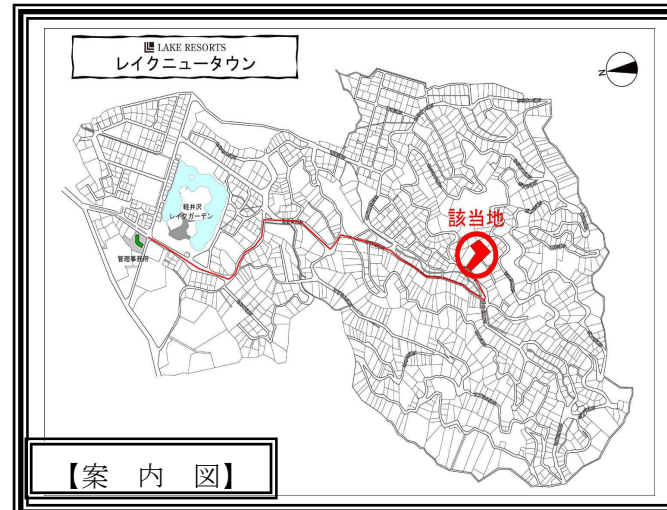 LAKE RESORTS
レイクニュータウン
N
軽井沢
レイクガーデン
管理事務所
該当地
【案 内 図】